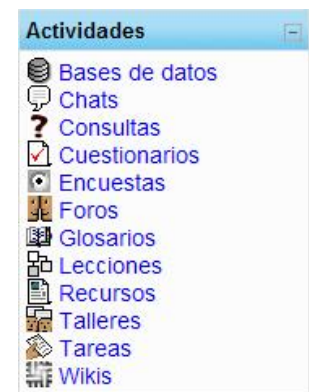 Actividades
Bases de datos
Chats
Consultas
Cuestionarios
Encuestas
Foros
Glosarios
Lecciones
Recursos
Talleres
Tareas
Wikis